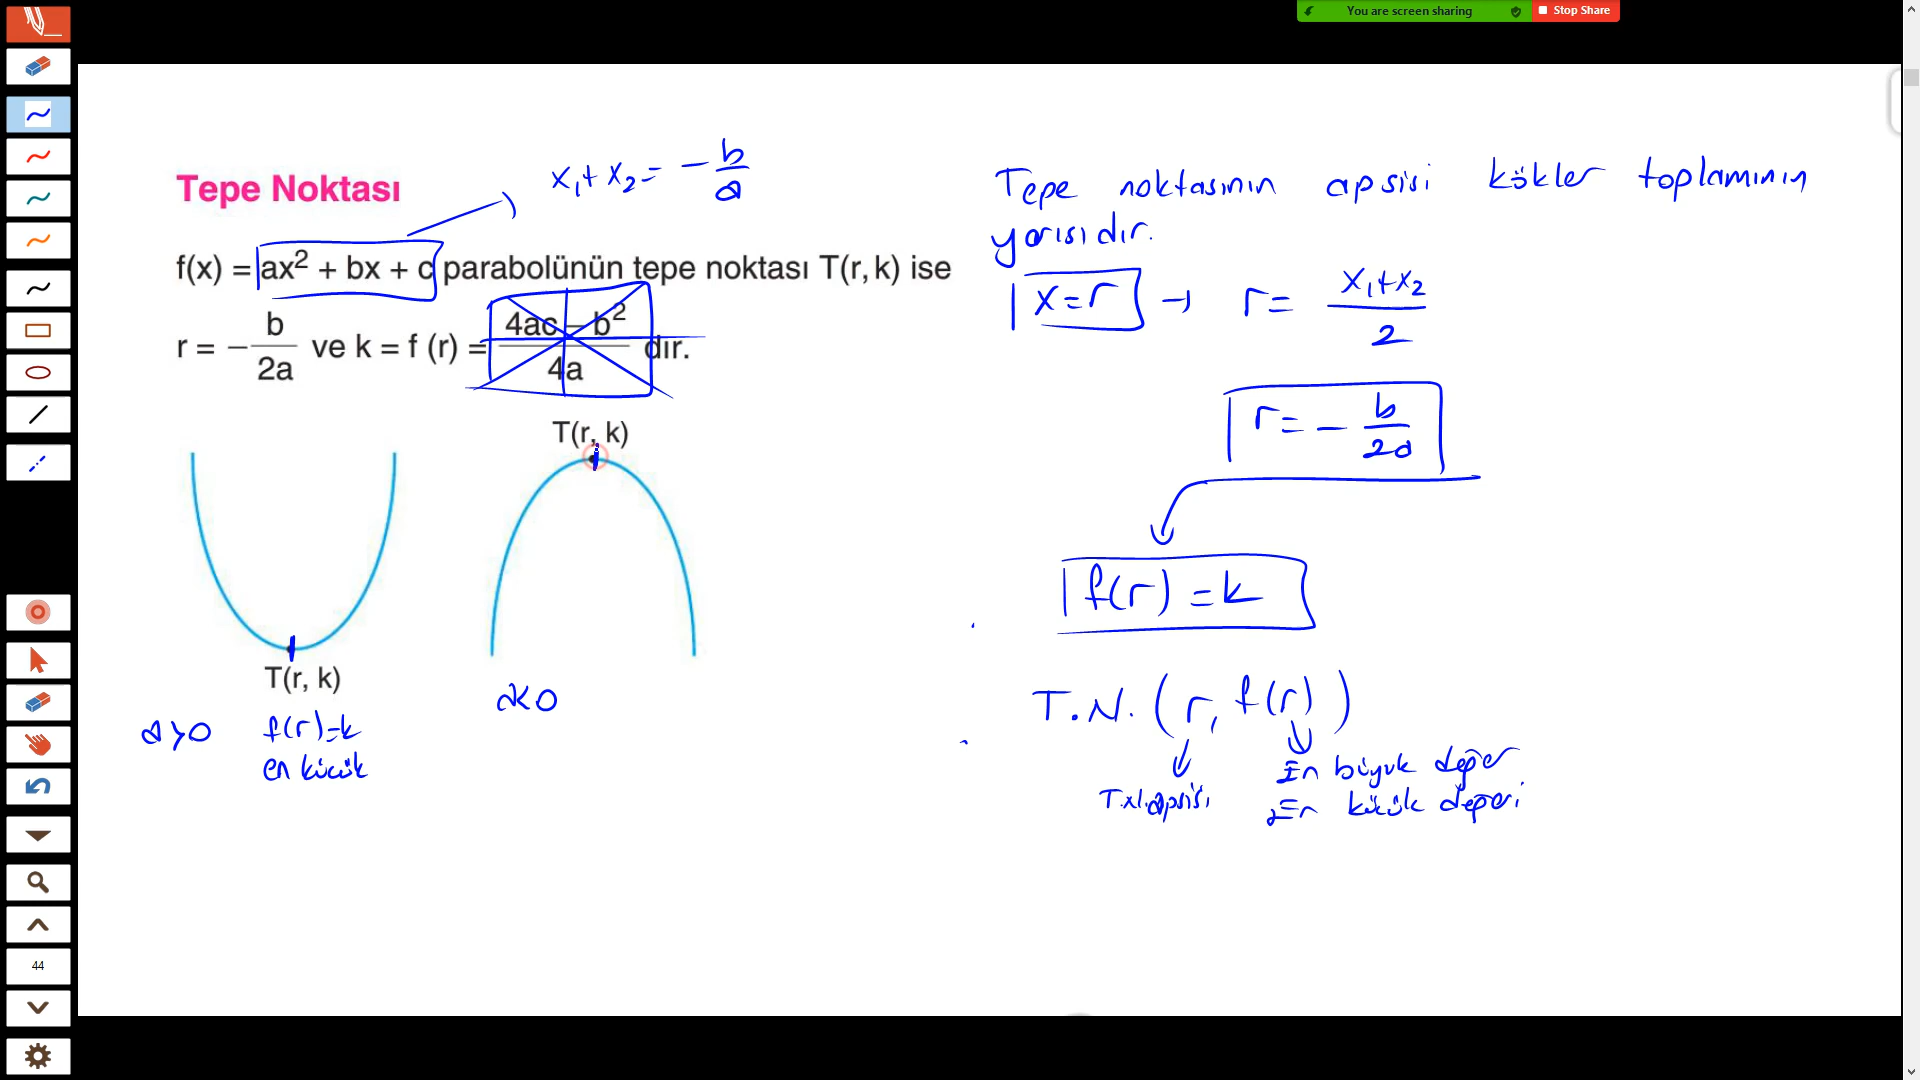 You are screen sharing
Stop Share
Tepe Noktası
x₁+x₂= -b/a
f(x) = ax² + bx + c parabolünün tepe noktası T(r, k) ise
r = -b/2a ve k = f (r) = 4ac - b²/4a dır.
T(r, k)
T(r, k)
a>0 f(r)=k
en küçük
a<0
Tepe noktasının apsisi kökler toplamının
yarısıdır.
x=r → r= x₁+x₂/2
r= -b/2a
f(r) =k
T.N. (r, f(r))
En büyük değer
En küçük değeri
44